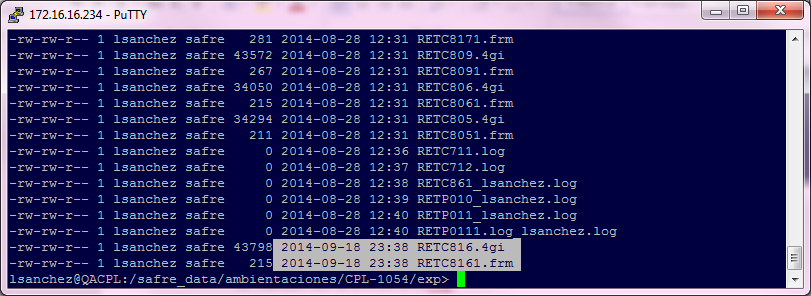 172.16.16.234 - PuTTY
-rw-rw-r-- 1 lsanchez safre   281 2014-08-28 12:31 RETC8171.frm
-rw-rw-r-- 1 lsanchez safre 43572 2014-08-28 12:31 RETC809.4gi
-rw-rw-r-- 1 lsanchez safre   267 2014-08-28 12:31 RETC8091.frm
-rw-rw-r-- 1 lsanchez safre 34050 2014-08-28 12:31 RETC806.4gi
-rw-rw-r-- 1 lsanchez safre   215 2014-08-28 12:31 RETC8061.frm
-rw-rw-r-- 1 lsanchez safre 34294 2014-08-28 12:31 RETC805.4gi
-rw-rw-r-- 1 lsanchez safre   211 2014-08-28 12:31 RETC8051.frm
-rw-rw-r-- 1 lsanchez safre     0 2014-08-28 12:36 RETC711.log
-rw-rw-r-- 1 lsanchez safre     0 2014-08-28 12:37 RETC712.log
-rw-rw-r-- 1 lsanchez safre     0 2014-08-28 12:38 RETC861_lsanchez.log
-rw-rw-r-- 1 lsanchez safre     0 2014-08-28 12:39 RETP010_lsanchez.log
-rw-rw-r-- 1 lsanchez safre     0 2014-08-28 12:40 RETP011_lsanchez.log
-rw-rw-r-- 1 lsanchez safre     0 2014-08-28 12:40 RETP0111.log_lsanchez.log
-rw-rw-r-- 1 lsanchez safre 43798 2014-09-18 23:38 RETC816.4gi
-rw-rw-r-- 1 lsanchez safre   215 2014-09-18 23:38 RETC8161.frm
lsanchez@QACPL:/safre_data/ambientaciones/CPL-1054/exp>